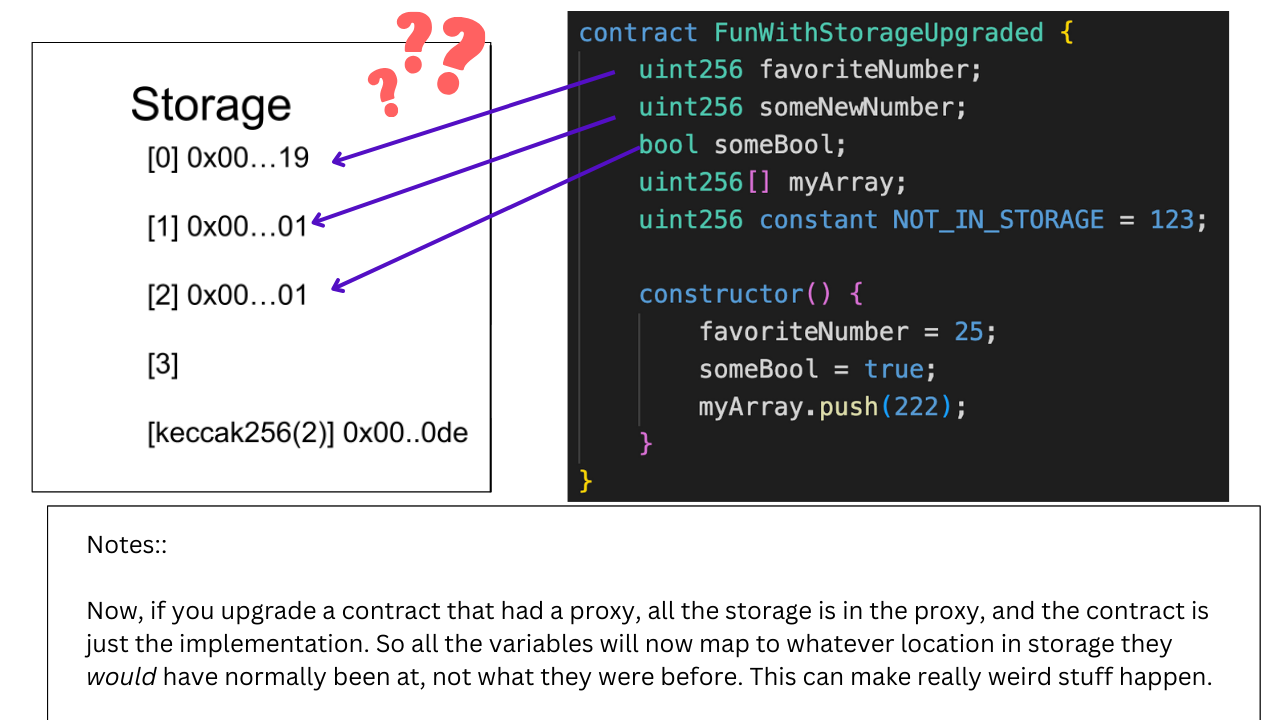 ???
Storage
[0] 0x00…19
[1] 0x00…01
[2] 0x00…01
[3]
[keccak256(2)] 0x00..0de
contract FunWithStorageUpgraded {
uint256 favoriteNumber;
uint256 someNewNumber;
bool someBool;
uint256[] myArray;
uint256 constant NOT_IN_STORAGE = 123;
constructor() {
favoriteNumber = 25;
someBool = true;
myArray.push(222);
}
}
Notes::
Now, if you upgrade a contract that had a proxy, all the storage is in the proxy, and the contract is
just the implementation. So all the variables will now map to whatever location in storage they
would have normally been at, not what they were before. This can make really weird stuff happen.